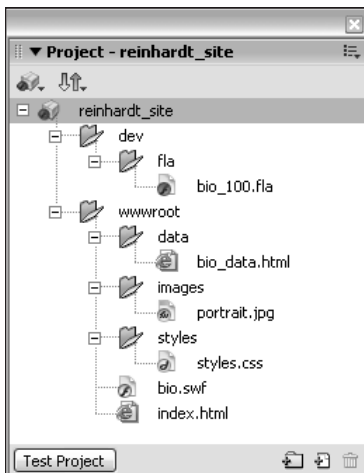 Project - reinhardt_site
reinhardt_site
dev
fla
bio_100.fla
wwwroot
data
bio_data.html
images
portrait.jpg
styles
styles.css
bio.swf
index.html
Test Project